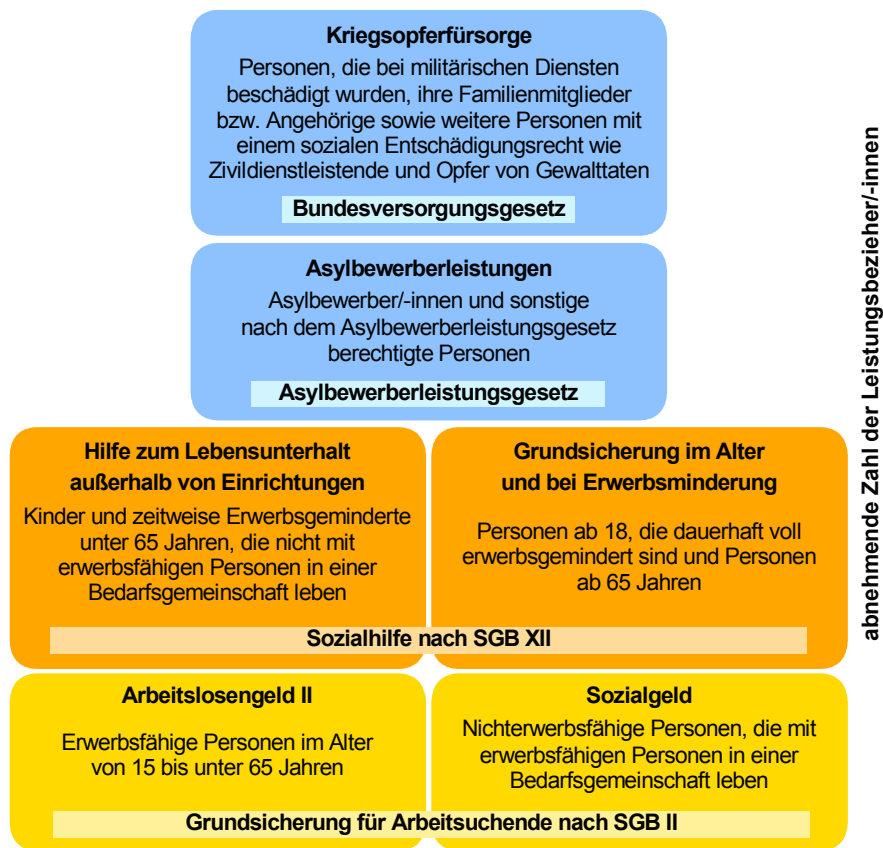 Kriegsopferfürsorge
Personen, die bei militärischen Diensten
beschädigt wurden, ihre Familienmitglieder
bzw. Angehörige sowie weitere Personen mit
einem sozialen Entschädigungsrecht wie
Zivildienstleistende und Opfer von Gewalttaten
Bundesversorgungsgesetz
Asylbewerberleistungen
Asylbewerber/-innen und sonstige
nach dem Asylbewerberleistungsgesetz
berechtigte Personen
Asylbewerberleistungsgesetz
Hilfe zum Lebensunterhalt
außerhalb von Einrichtungen
Kinder und zeitweise Erwerbsgeminderte
unter 65 Jahren, die nicht mit
erwerbsfähigen Personen in einer
Bedarfsgemeinschaft leben
Grundsicherung im Alter
und bei Erwerbsminderung
Personen ab 18, die dauerhaft voll
erwerbsgemindert sind und Personen
ab 65 Jahren
Sozialhilfe nach SGB XII
Arbeitslosengeld II
Erwerbsfähige Personen im Alter
von 15 bis unter 65 Jahren
Sozialgeld
Nichterwerbsfähige Personen, die mit
erwerbsfähigen Personen in einer
Bedarfsgemeinschaft leben
Grundsicherung für Arbeitsuchende nach SGB II
abnehmende Zahl der Leistungsbezieher/-innen